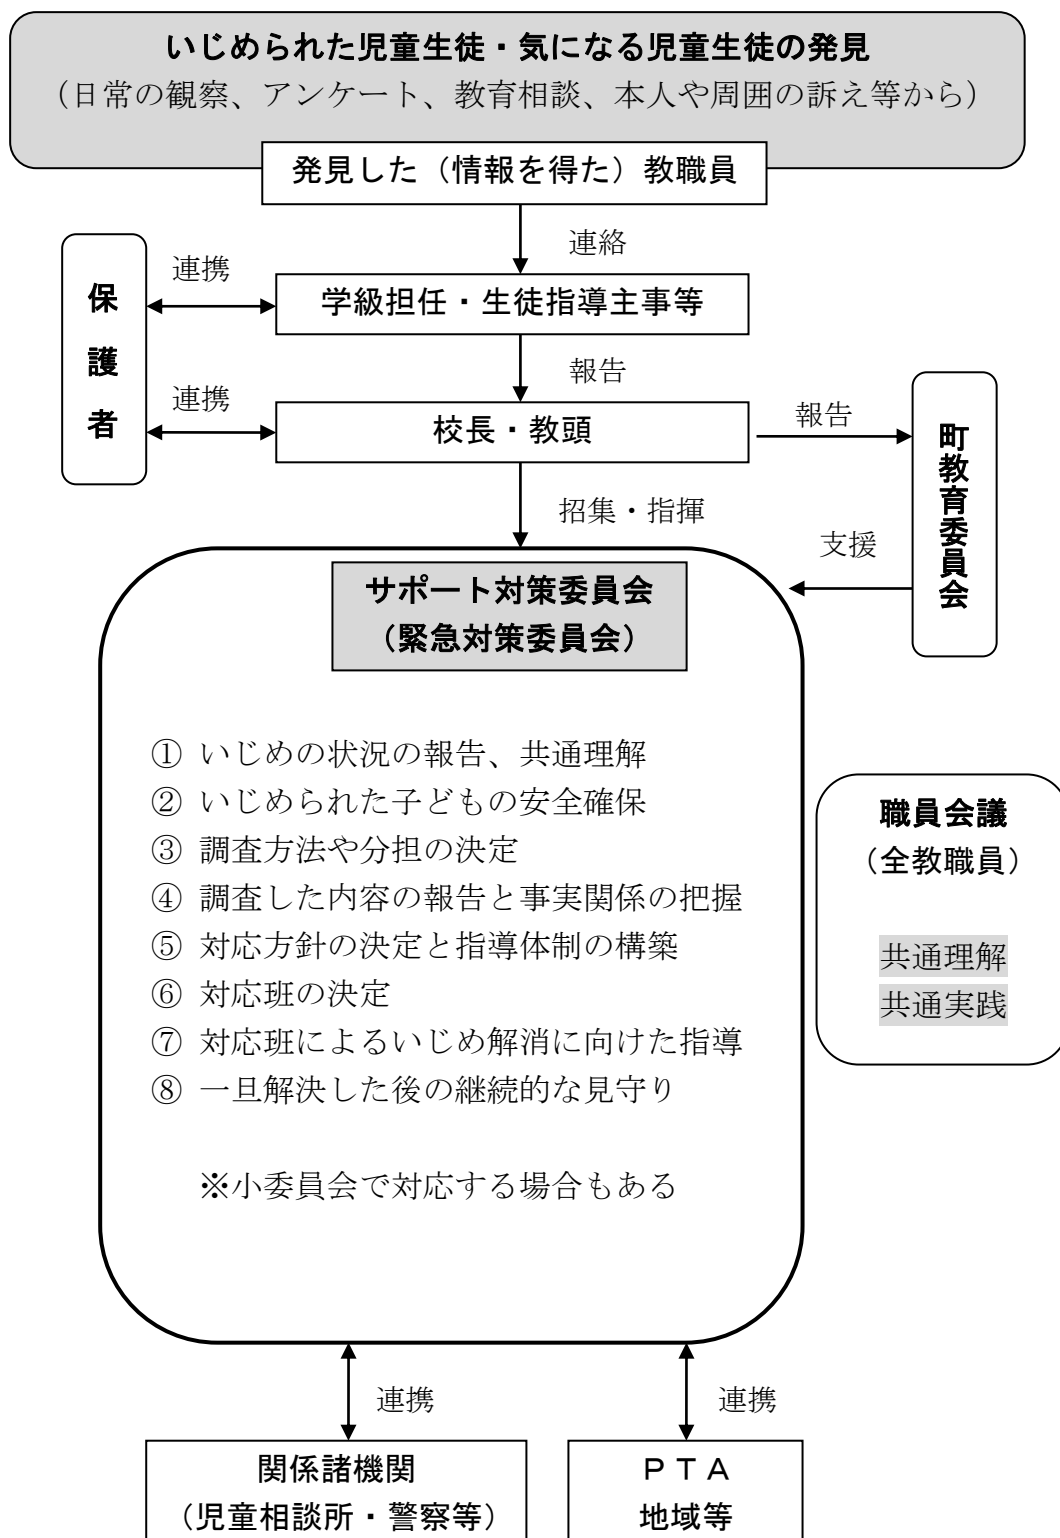 いじめられた児童生徒・気になる児童生徒の発見
（日常の観察、アンケート、教育相談、本人や周囲の訴え等から）
発見した（情報を得た）教職員
連絡
保護者
連携
学級担任・生徒指導主事等
報告
連携
校長・教頭
報告
町教育委員会
招集・指揮
支援
サポート対策委員会
（緊急対策委員会）
① いじめの状況の報告、共通理解
② いじめられた子どもの安全確保
③ 調査方法や分担の決定
④ 調査した内容の報告と事実関係の把握
⑤ 対応方針の決定と指導体制の構築
⑥ 対応班の決定
⑦ 対応班によるいじめ解消に向けた指導
⑧ 一旦解決した後の継続的な見守り
※小委員会で対応する場合もある
職員会議
（全教職員）
共通理解
共通実践
連携
連携
関係諸機関
（児童相談所・警察等）
ＰＴＡ
地域等